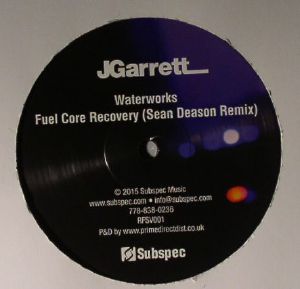 JGarrett
Waterworks
Fuel Core Recovery (Sean Deason Remix)
© 2015 Subspec Music
www.subspec.com • info@subspec.com
778-838-0236
RFSV001
P&D by www.primedirectdist.co.uk
Subspec